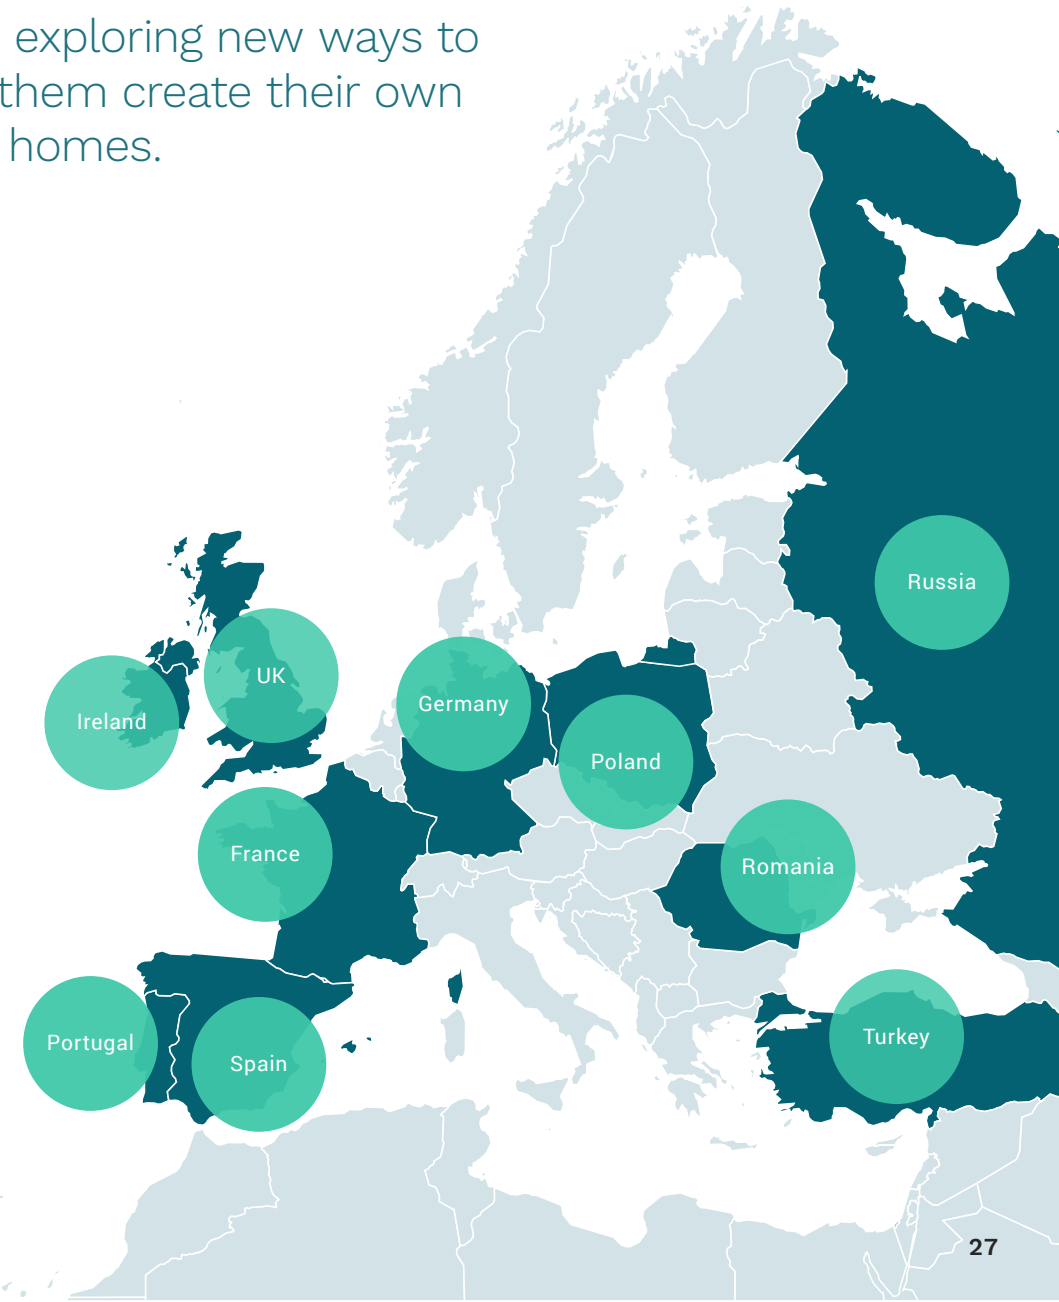 exploring new ways to
them create their own
homes.
Russia
UK
Ireland
Germany
Poland
France
Romania
Portugal
Spain
Turkey
27